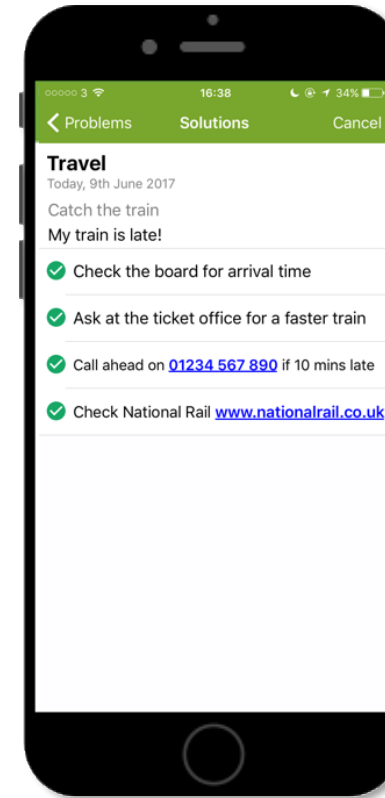 3 16:38 34%
Problems Solutions Cancel
Travel
Today, 9th June 2017
Catch the train
My train is late!
Check the board for arrival time
Ask at the ticket office for a faster train
Call ahead on 01234 567 890 if 10 mins late
Check National Rail www.nationalrail.co.uk